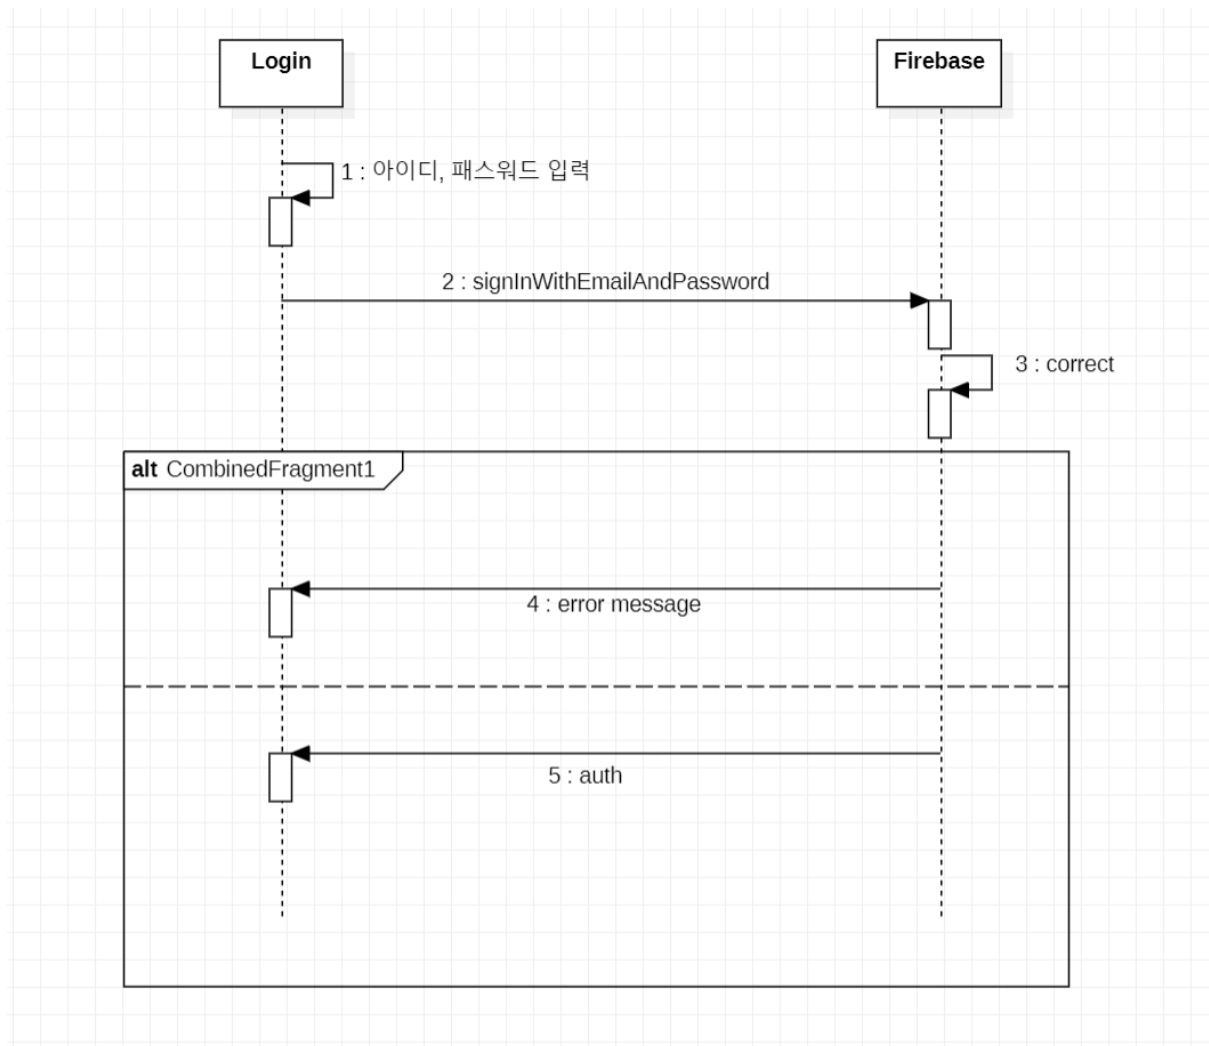 Login
Firebase
1 : 아이디, 패스워드 입력
2 : signInWithEmailAndPassword
3 : correct
alt CombinedFragment1
4 : error message
5 : auth